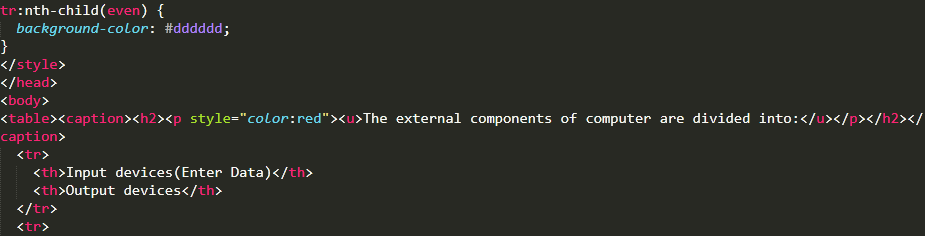 tr:nth-child(even) {
  background-color: #dddddd;
}
</style>
</head>
<body>
<table><caption><h2><p style="color:red"><u>The external components of computer are divided into:</u></p></h2></
caption>
  <tr>
    <th>Input devices(Enter Data)</th>
    <th>Output devices</th>
  </tr>
  <tr>